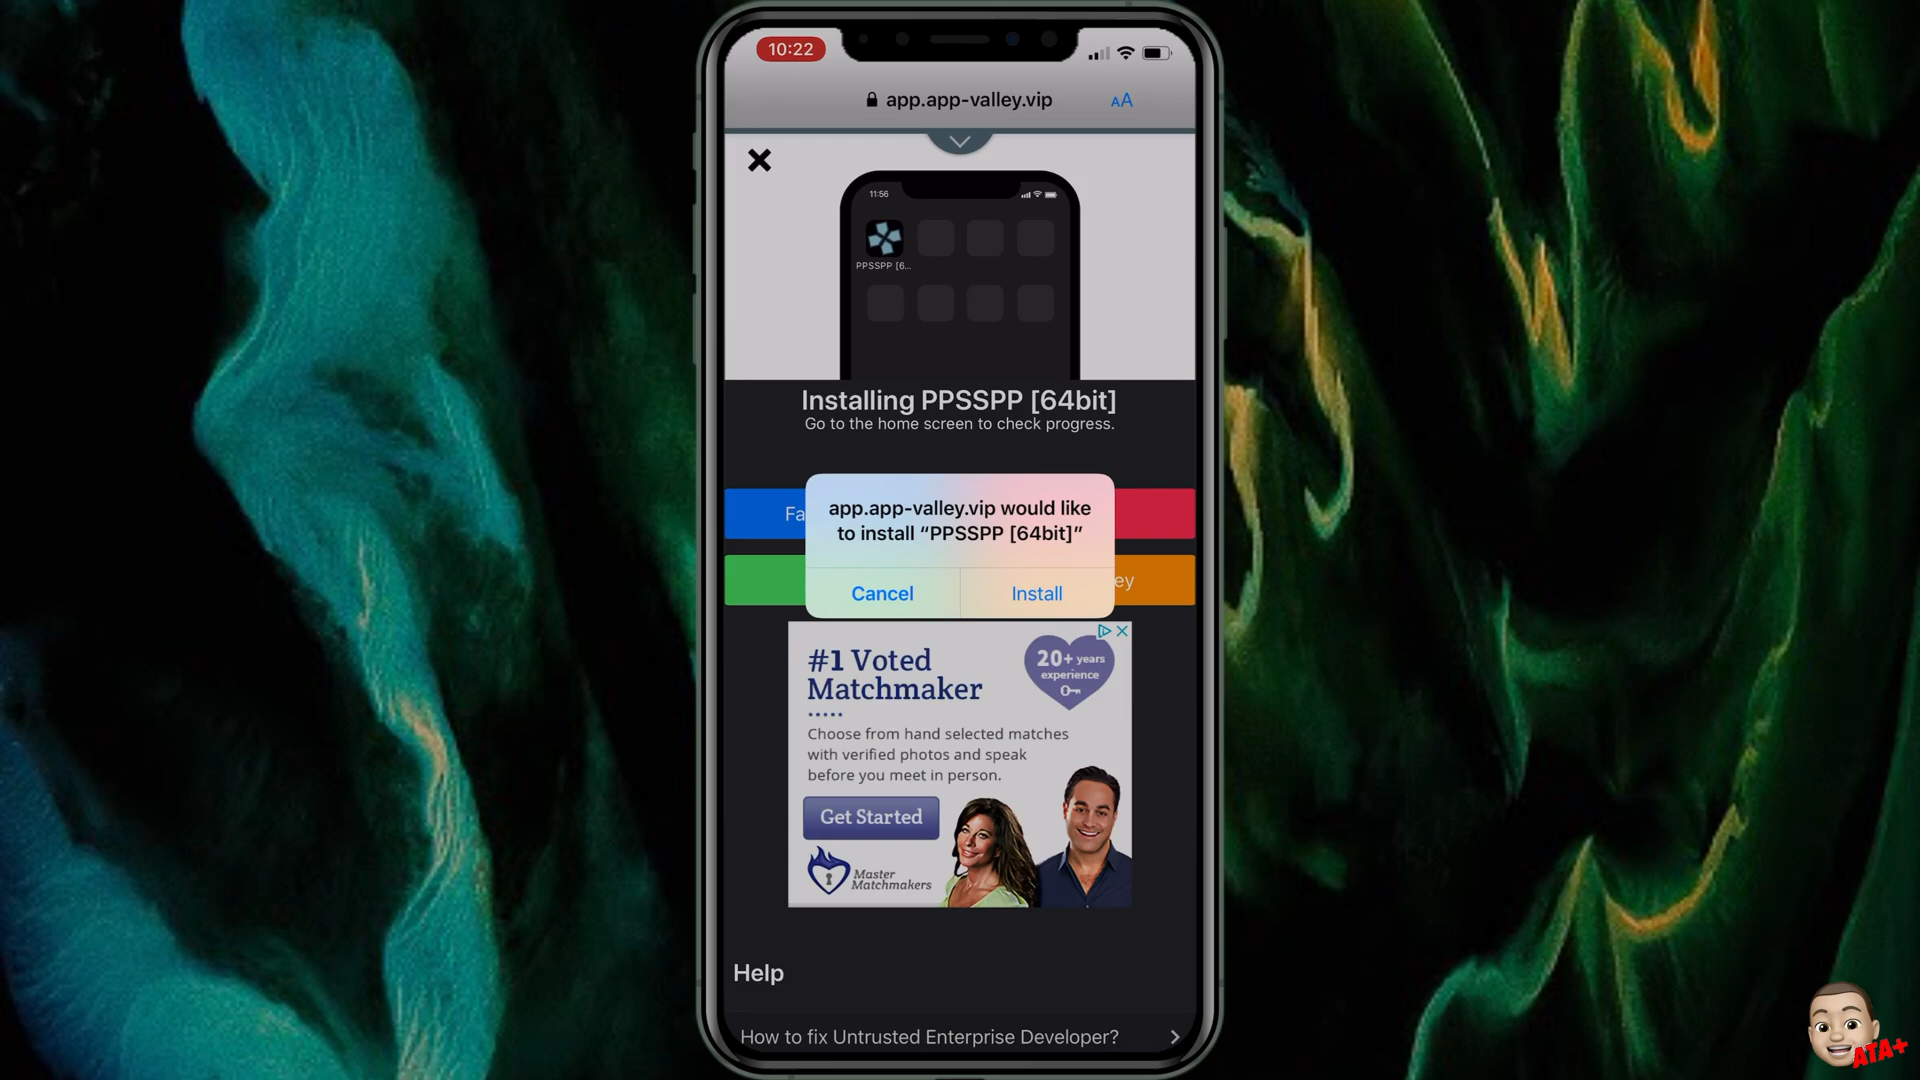 10:22
app.app-valley.vip
AA
11:56
PPSSPP [6...
Installing PPSSPP [64bit]
Go to the home screen to check progress.
Fa
app.app-valley.vip would like
to install “PPSSPP [64bit]”
Cancel
Install
ey
#1 Voted
Matchmaker
20+ years
experience
Choose from hand selected matches
with verified photos and speak
before you meet in person.
Get Started
Master
Matchmakers
Help
How to fix Untrusted Enterprise Developer?
ATA+